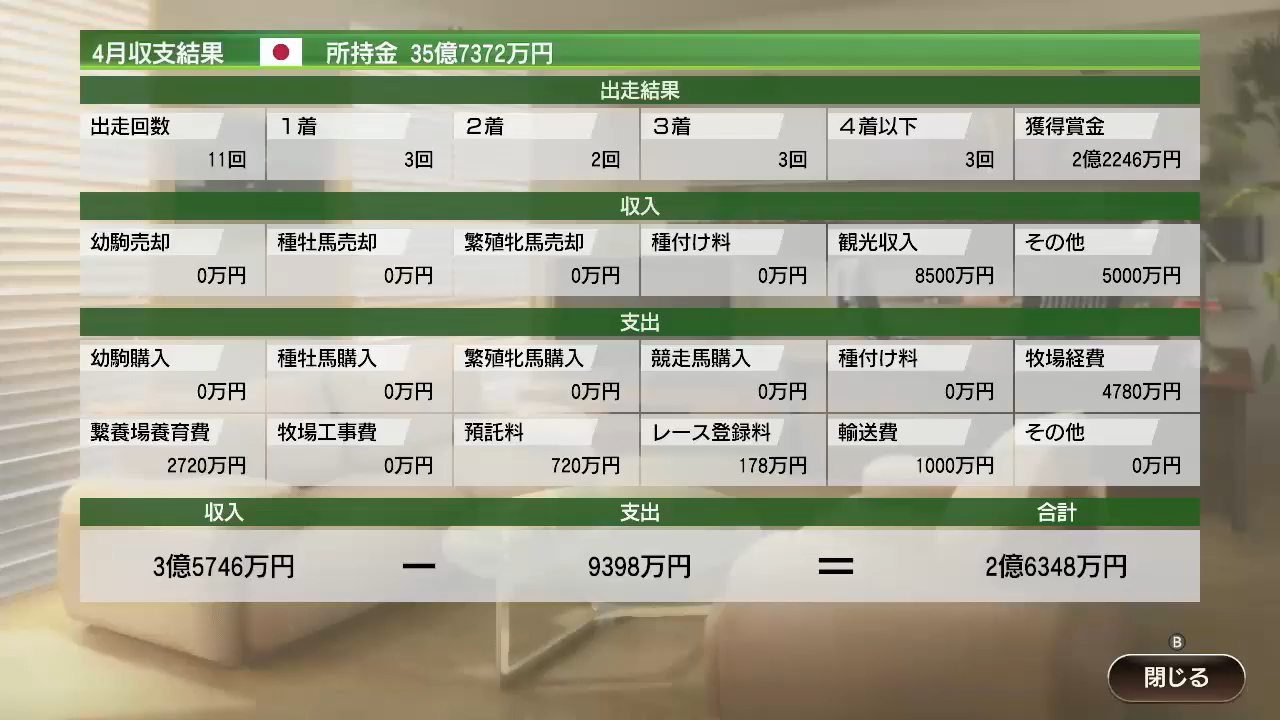 4月収支結果 所持金 35億7372万円
出走結果
出走回数 1着 2着 3着 4着以下 獲得賞金
11回 3回 2回 3回 3回 2億2246万円
収入
幼駒売却 種牡馬売却 繁殖牝馬売却 種付け料 観光収入 その他
0万円 0万円 0万円 0万円 8500万円 5000万円
支出
幼駒購入 種牡馬購入 繁殖牝馬購入 競走馬購入 種付け料 牧場経費
0万円 0万円 0万円 0万円 0万円 4780万円
繋養場養育費 牧場工事費 預託料 レース登録料 輸送費 その他
2720万円 0万円 720万円 178万円 1000万円 0万円
収入 支出 合計
3億5746万円 ー 9398万円 = 2億6348万円
B
閉じる